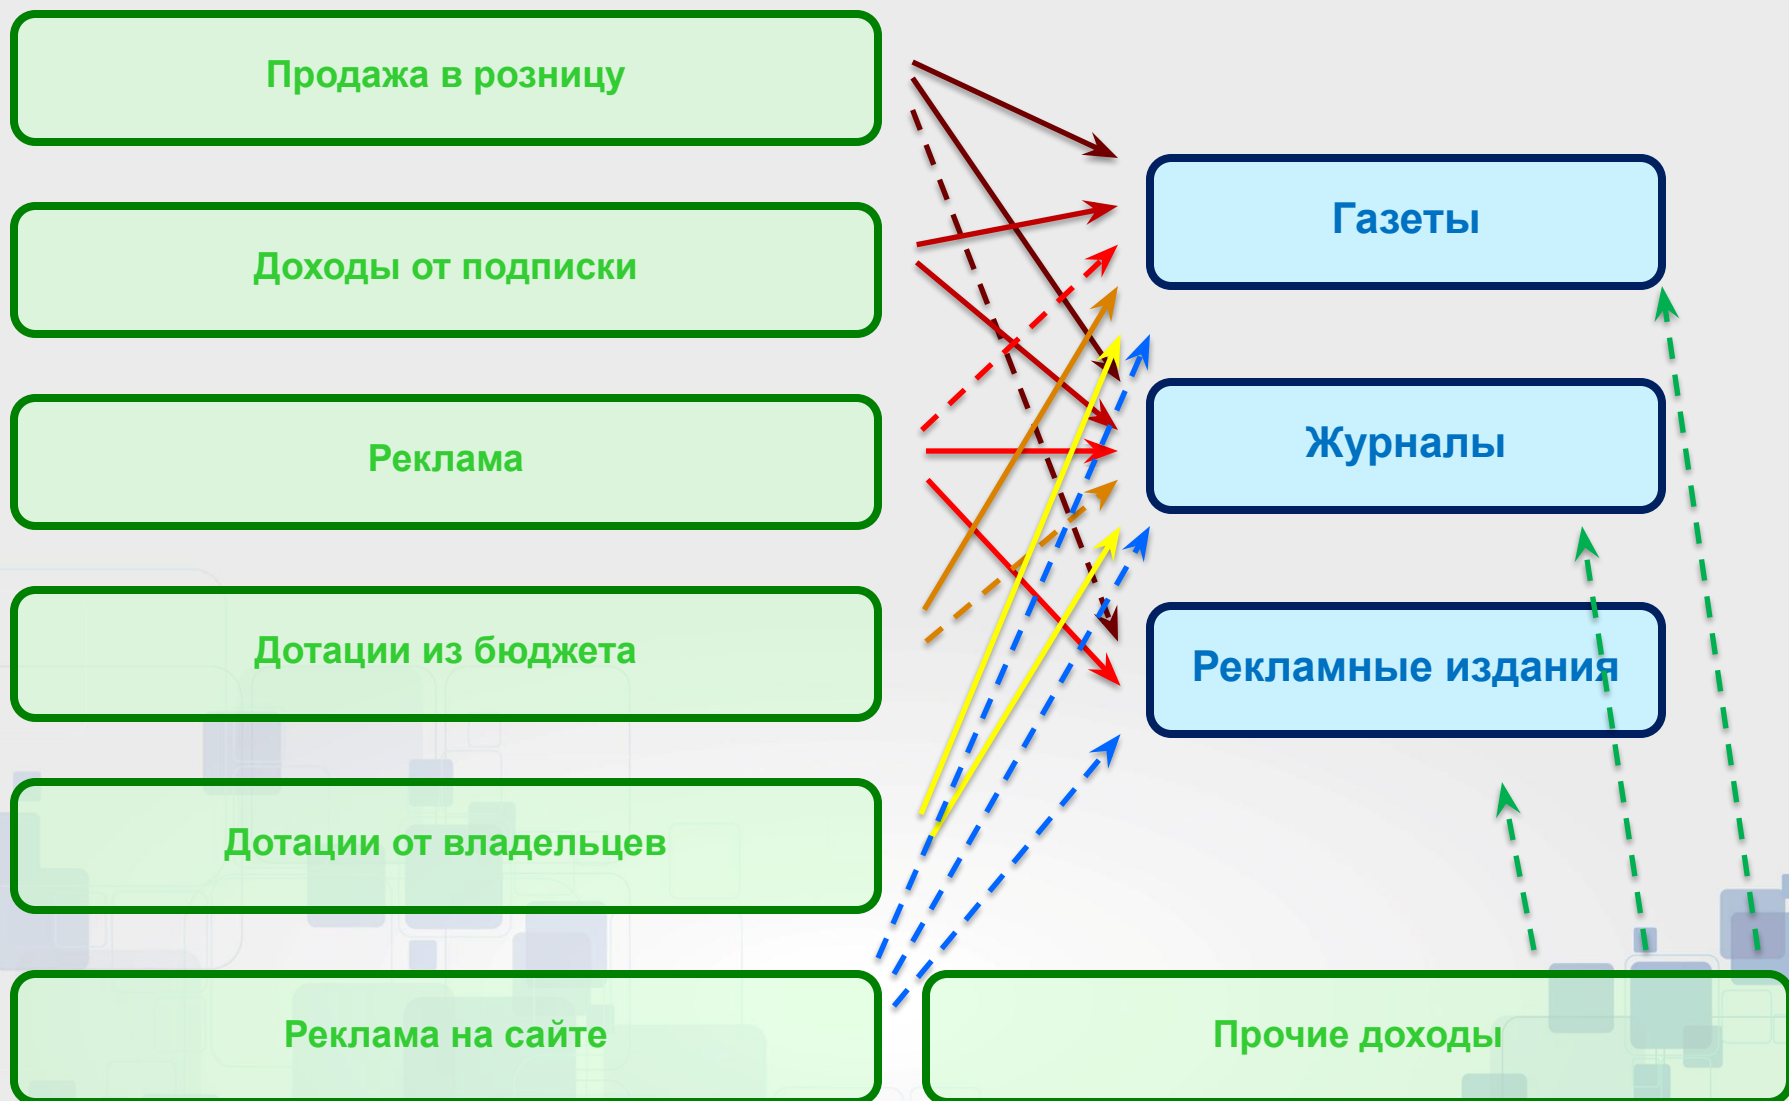 Продажа в розницу
Доходы от подписки
Реклама
Дотации из бюджета
Дотации от владельцев
Реклама на сайте
Газеты
Журналы
Рекламные издания
Прочие доходы